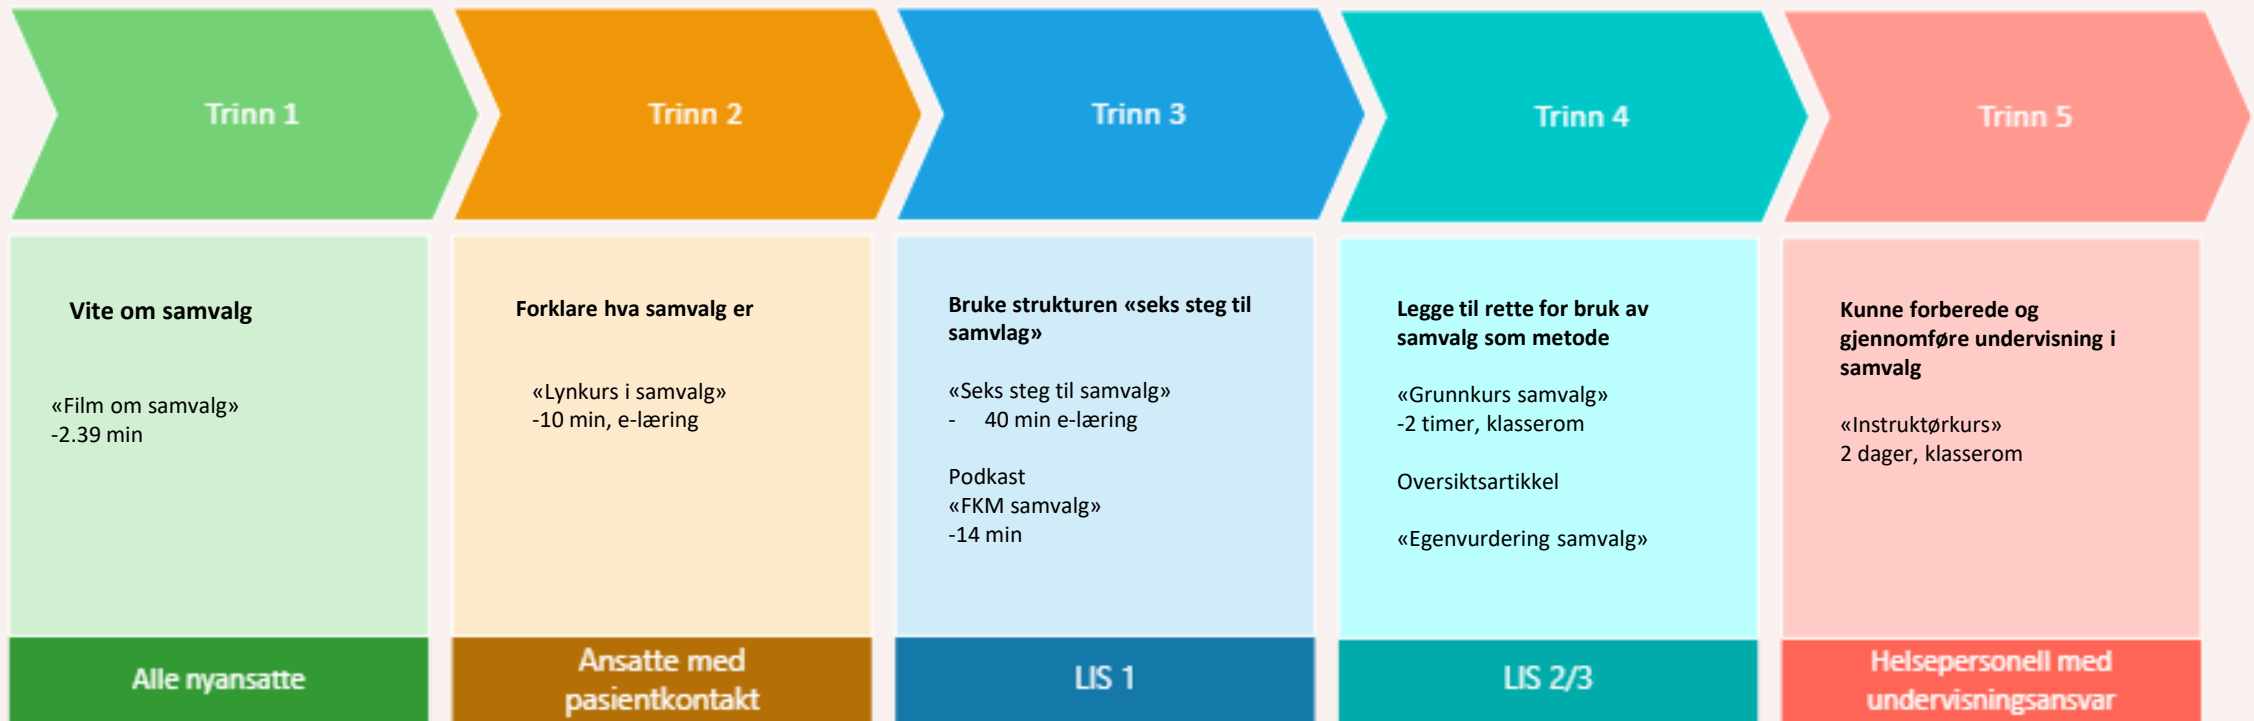 Trinn 1
Trinn 2
Trinn 3
Trinn 4
Trinn 5
Vite om samvalg
«Film om samvalg»
-2.39 min
Alle nyansatte
Forklare hva samvalg er
«Lynkurs i samvalg»
-10 min, e-læring
Ansatte med
pasientkontakt
Bruke strukturen «seks steg til
samvlag»
«Seks steg til samvalg»
- 40 min e-læring
Podkast
«FKM samvalg»
-14 min
LIS 1
Legge til rette for bruk av
samvalg som metode
«Grunnkurs samvalg»
-2 timer, klasserom
Oversiktsartikkel
«Egenvurdering samvalg»
LIS 2/3
Kunne forberede og
gjennomføre undervisning i
samvalg
«Instruktørkurs»
2 dager, klasserom
Helsepersonell med
undervisningsansvar